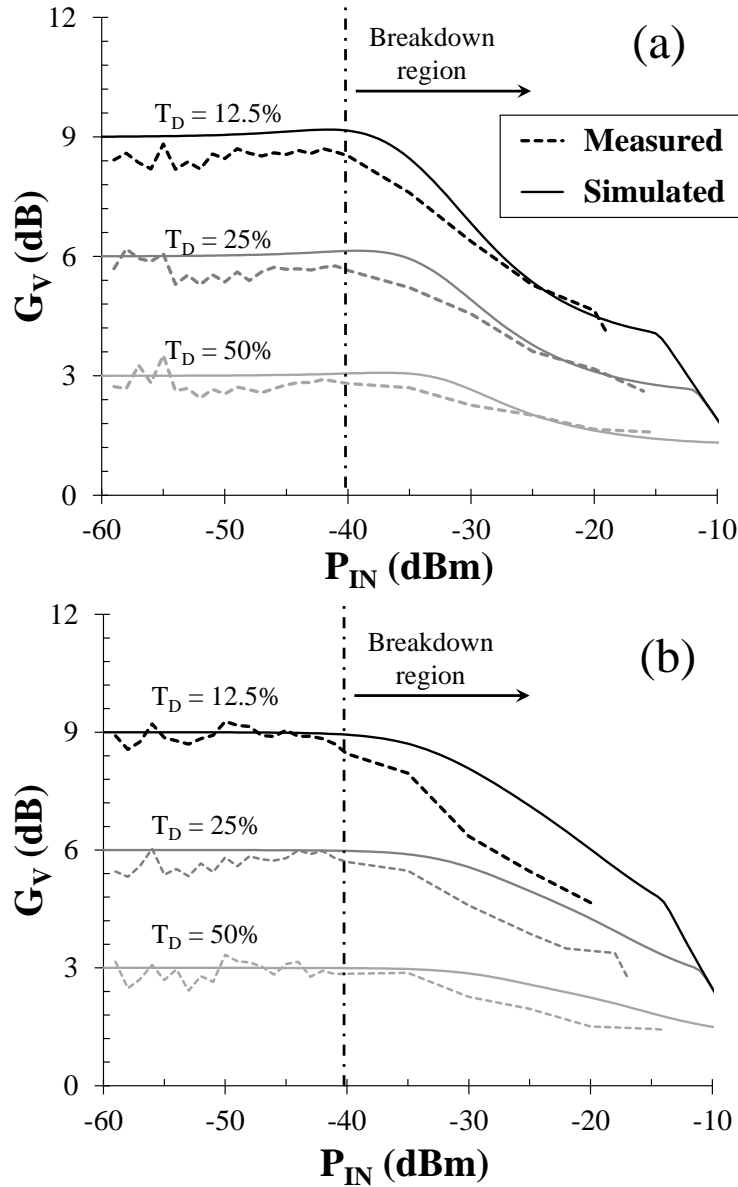 12
9
6
3
0
G_V (dB)
Breakdown
region
(a)
T_D = 12.5%
Measured
Simulated
T_D = 25%
T_D = 50%
-60
-50
-40
-30
-20
-10
P_IN (dBm)
12
9
6
3
0
G_V (dB)
Breakdown
region
(b)
T_D = 12.5%
T_D = 25%
T_D = 50%
-60
-50
-40
-30
-20
-10
P_IN (dBm)